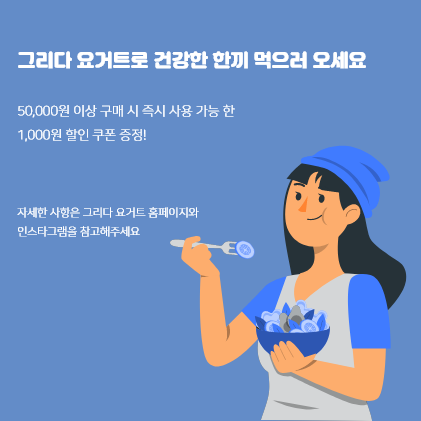 그리다 요거트로 건강한 한끼 먹으러 오세요
50,000원 이상 구매 시 즉시 사용 가능 한
1,000원 할인 쿠폰 증정!
자세한 사항은 그리다 요거트 홈페이지와
인스타그램을 참고해주세요